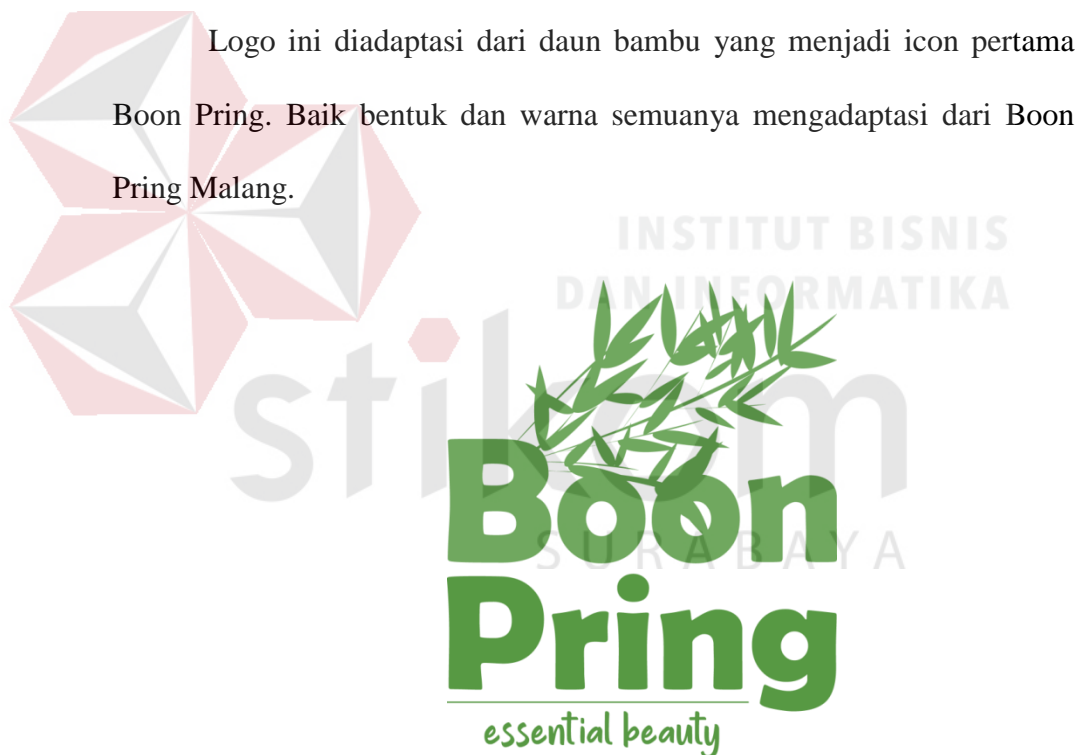 Logo ini diadaptasi dari daun bambu yang menjadi icon pertama
Boon Pring. Baik bentuk dan warna semuanya mengadaptasi dari Boon
Pring Malang.
INSTITUT BISNIS
DAN INFORMATIKA
stikom
SURABAYA
Boon
Pring
essential beauty